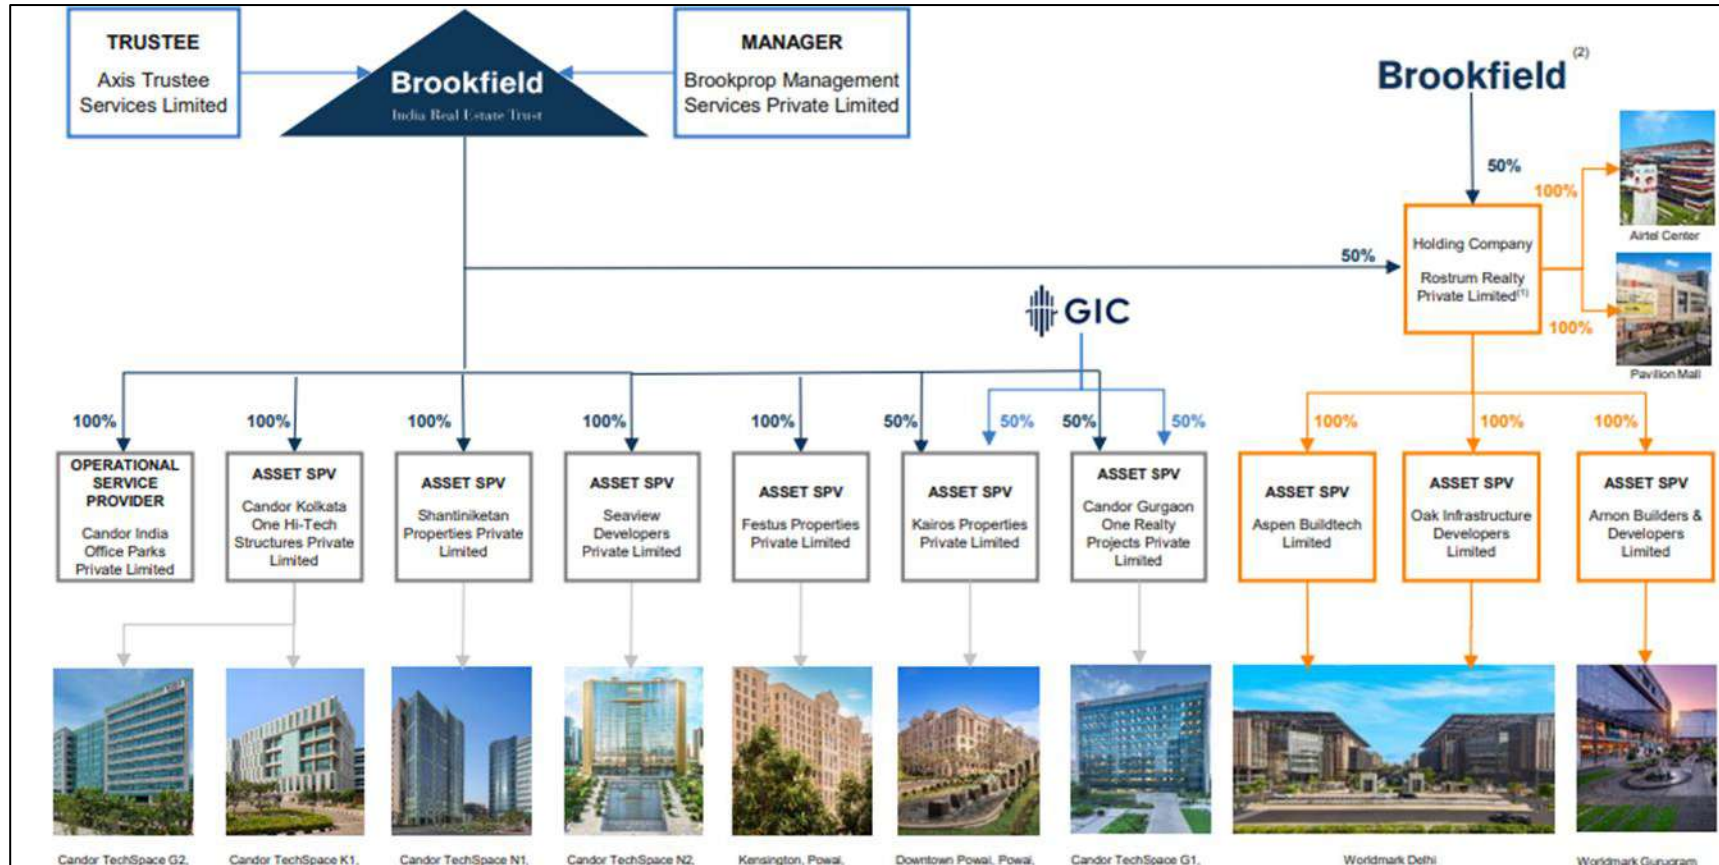 TRUSTEE
Axis Trustee
Services Limited
Brookfield
India Real Estate Trust
MANAGER
Brookprop Management
Services Private Limited
Brookfield (2)
50%
100%
Airtel Center
50%
Holding Company
Rostrum Realty
Private Limited(1)
100%
Pavilion Mall
GIC
100%
100%
100%
100%
100%
50%
50%
50%
50%
100%
100%
100%
OPERATIONAL
SERVICE
PROVIDER
Candor India
Office Parks
Private Limited
ASSET SPV
Candor Kolkata
One Hi-Tech
Structures Private
Limited
ASSET SPV
Shantiniketan
Properties Private
Limited
ASSET SPV
Seaview
Developers
Private Limited
ASSET SPV
Festus Properties
Private Limited
ASSET SPV
Kairos Properties
Private Limited
ASSET SPV
Candor Gurgaon
One Realty
Projects Private
Limited
ASSET SPV
Aspen Buildtech
Limited
ASSET SPV
Oak Infrastructure
Developers
Limited
ASSET SPV
Arnon Builders &
Developers
Limited
Candor TechSpace G2,
Candor TechSpace K1,
Candor TechSpace N1,
Candor TechSpace N2,
Kensington, Powai,
Downtown Powai, Powai,
Candor TechSpace G1,
Worldmark Delhi
Worldmark Gurugram